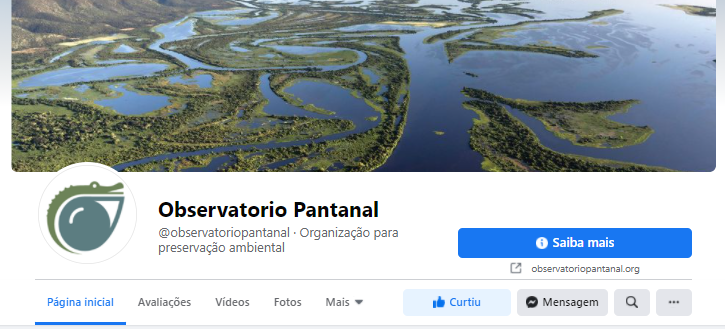 Observatorio Pantanal
@observatoriopantanal · Organização para
preservação ambiental
Saiba mais
observatoriopantanal.org
Página inicial Avaliações Vídeos Fotos Mais Curtiu Mensagem